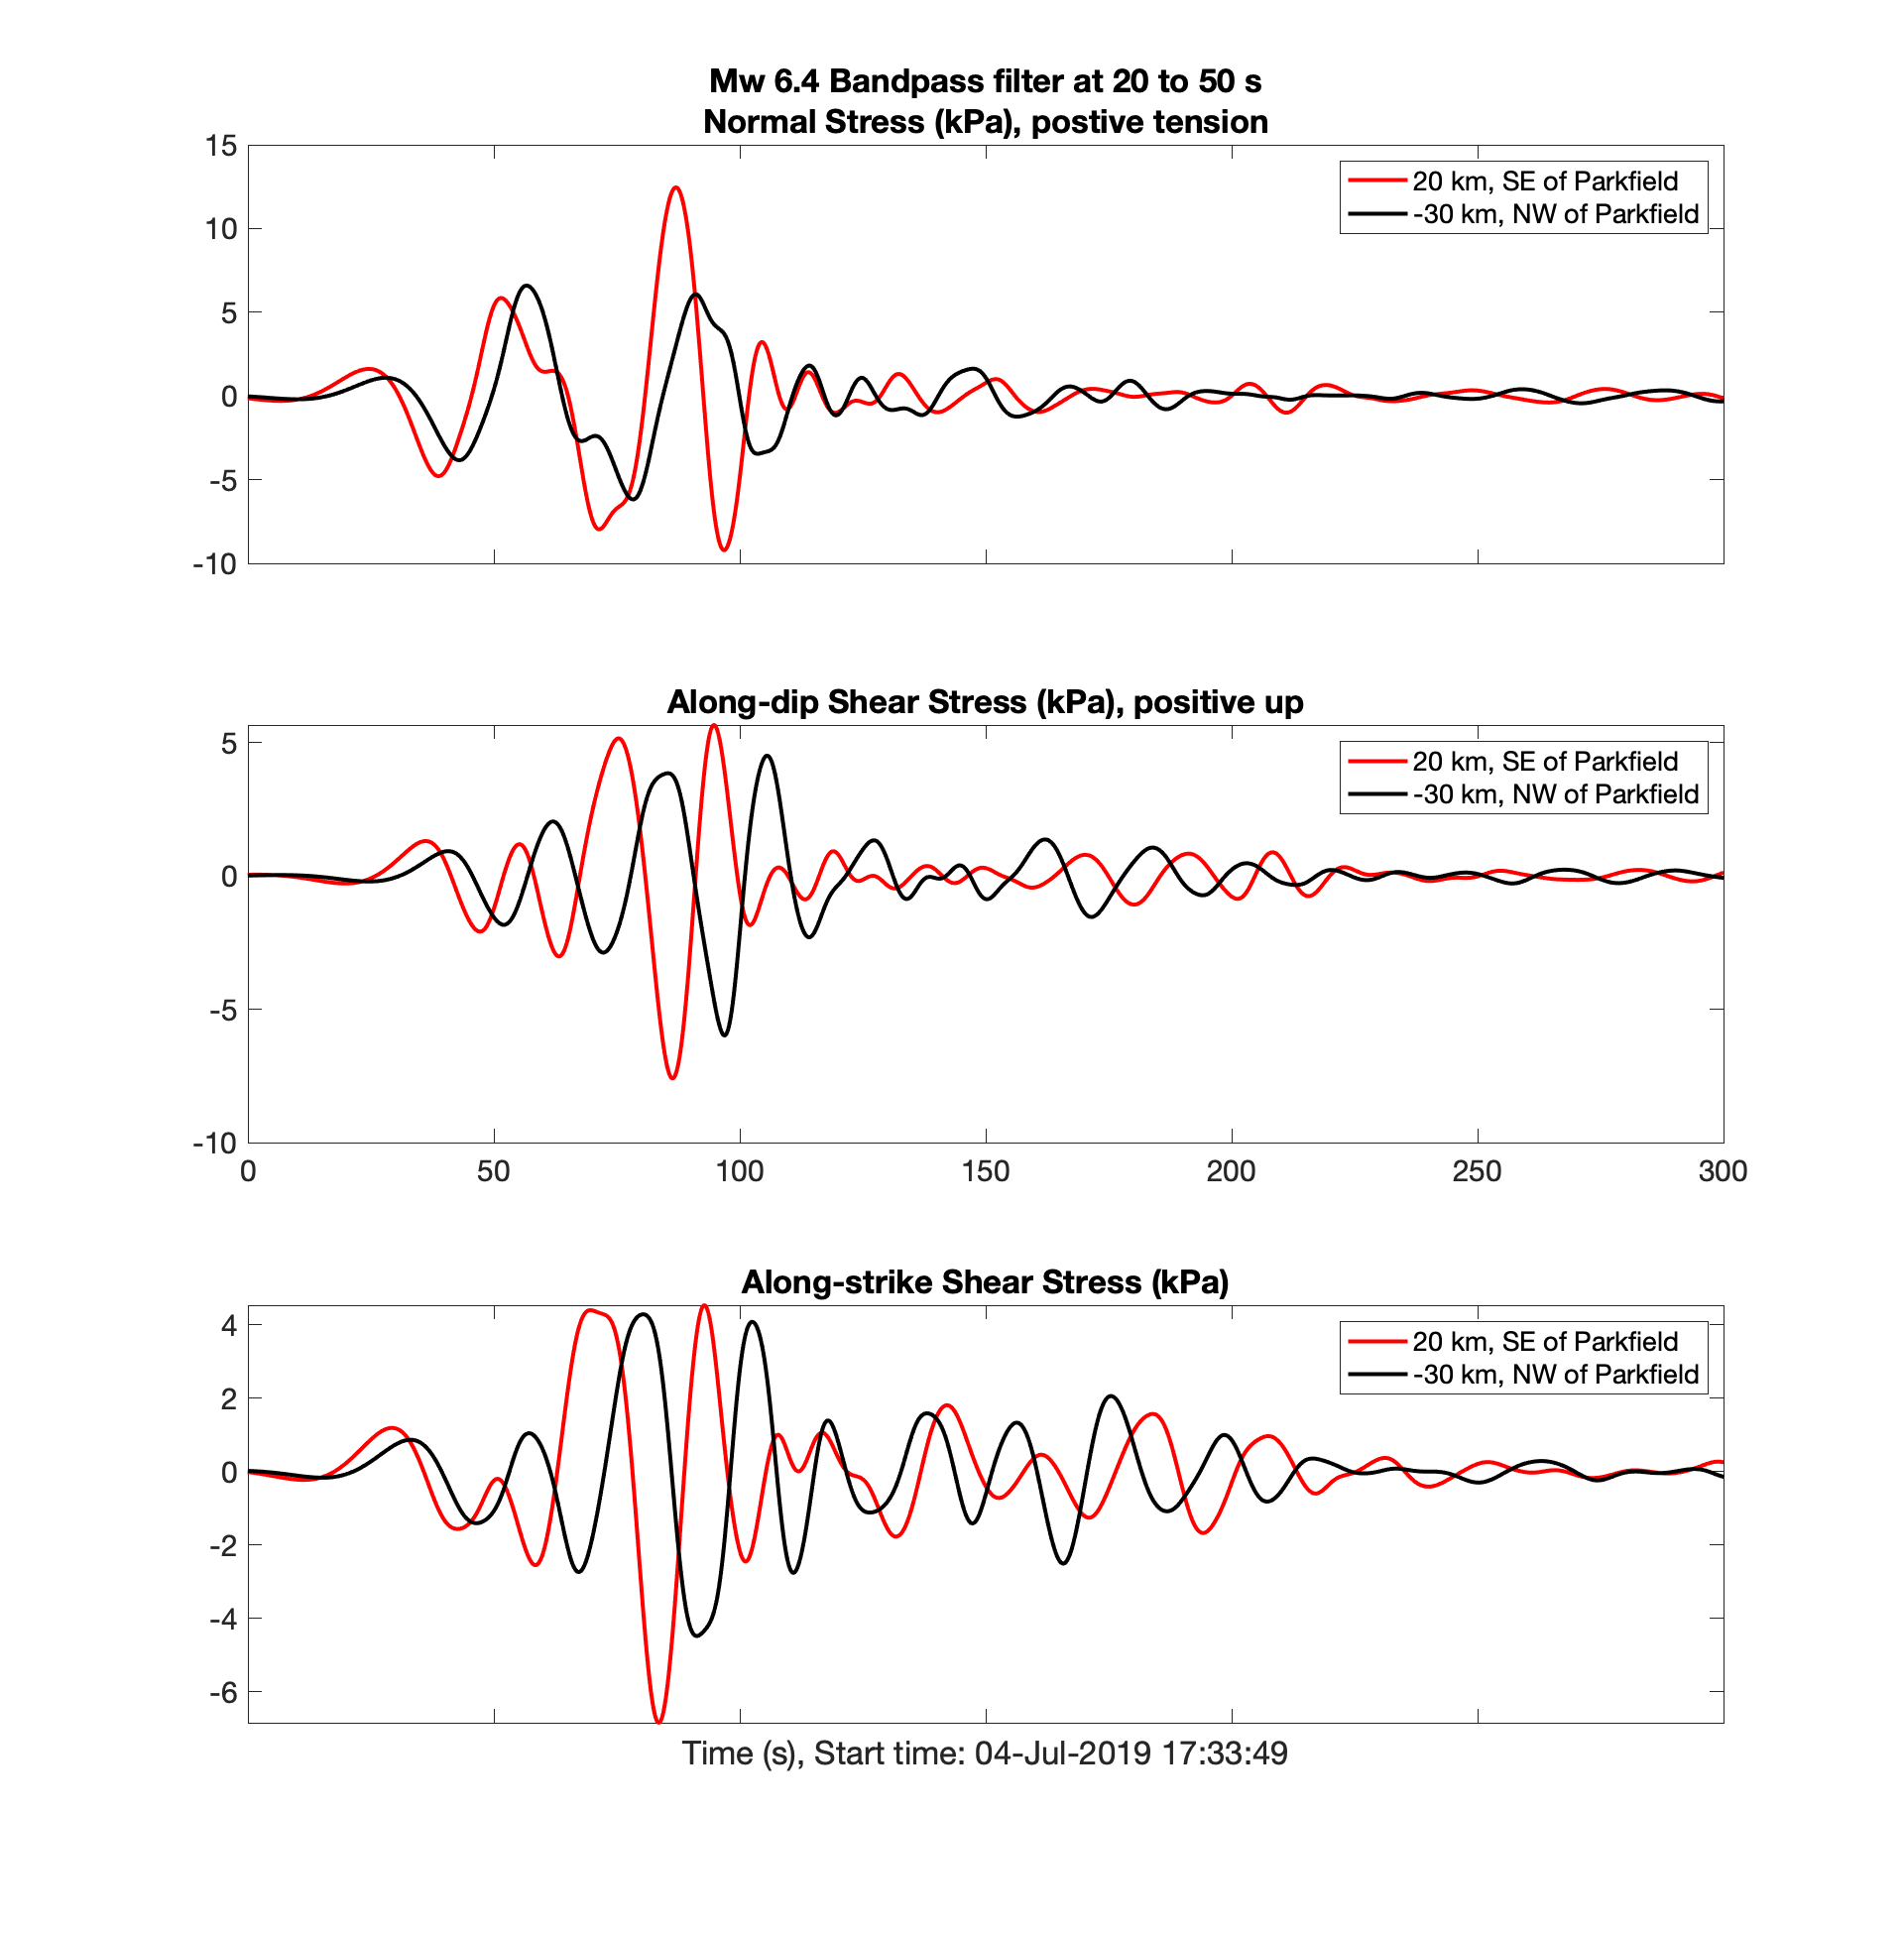 Mw 6.4 Bandpass filter at 20 to 50 s
Normal Stress (kPa), postive tension
15
10
5
0
-5
-10
20 km, SE of Parkfield
-30 km, NW of Parkfield
Along-dip Shear Stress (kPa), positive up
5
0
-5
-10
20 km, SE of Parkfield
-30 km, NW of Parkfield
0 50 100 150 200 250 300
Along-strike Shear Stress (kPa)
4
2
0
-2
-4
-6
20 km, SE of Parkfield
-30 km, NW of Parkfield
Time (s), Start time: 04-Jul-2019 17:33:49